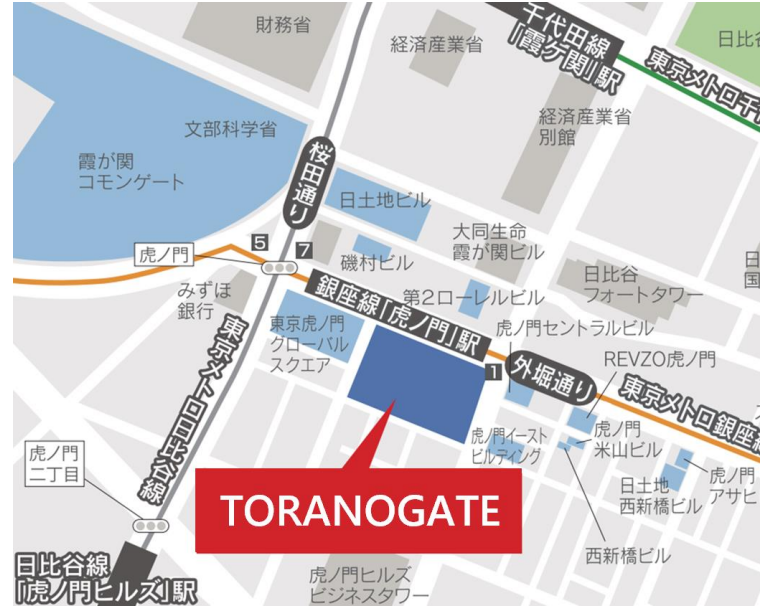 財務省
経済産業省
千代田線
「霞ケ関」駅
日比谷
東京メトロ千代
文部科学省
霞が関
コモンゲート
桜田通り
日土地ビル
経済産業省
別館
5
7
虎ノ門
磯村ビル
大同生命
霞が関ビル
日比谷
フォートタワー
みずほ
銀行
銀座線「虎ノ門」駅
第2ローレルビル
虎ノ門セントラルビル
東京虎ノ門
グローバル
スクエア
1
外堀通り
REVZO虎ノ門
東京メトロ銀座線
東京メトロ日比谷線
虎ノ門イースト
ビルディング
虎ノ門
米山ビル
虎ノ門
二丁目
日土地
西新橋ビル
虎ノ門
アサヒ
TORANOGATE
西新橋ビル
日比谷線
「虎ノ門ヒルズ」駅
虎ノ門ヒルズ
ビジネスタワー